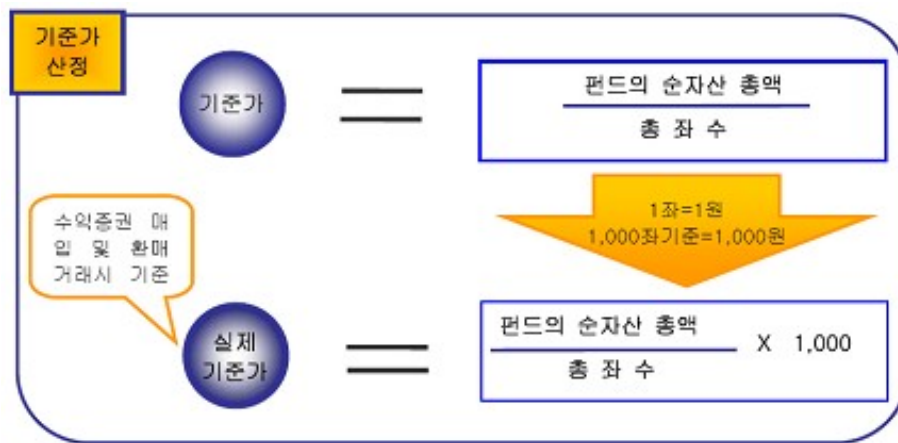 기준가
산정
기준가
펀드의 순자산 총액
총 좌 수
1좌=1원
1,000좌기준=1,000원
수익증권 매
입 및 환매
거래시 기준
실제
기준가
펀드의 순자산 총액
총 좌 수
X 1,000